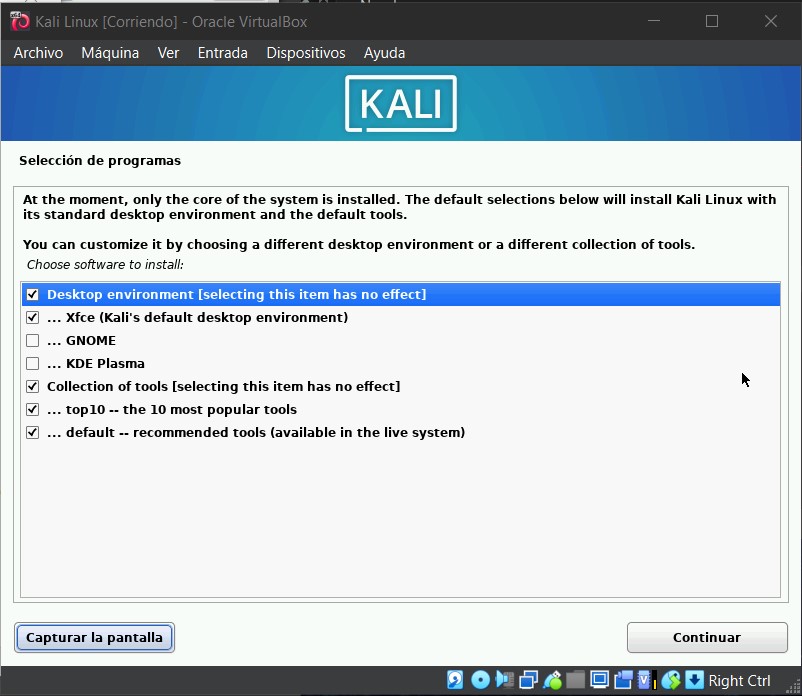 Kali Linux [Corriendo] - Oracle VirtualBox
Archivo Máquina Ver Entrada Dispositivos Ayuda
KALI
Selección de programas
At the moment, only the core of the system is installed. The default selections below will install Kali Linux with
its standard desktop environment and the default tools.
You can customize it by choosing a different desktop environment or a different collection of tools.
Choose software to install:
Desktop environment [selecting this item has no effect]
... Xfce (Kali's default desktop environment)
... GNOME
... KDE Plasma
Collection of tools [selecting this item has no effect]
... top10 -- the 10 most popular tools
... default -- recommended tools (available in the live system)
Capturar la pantalla Continuar
Right Ctrl